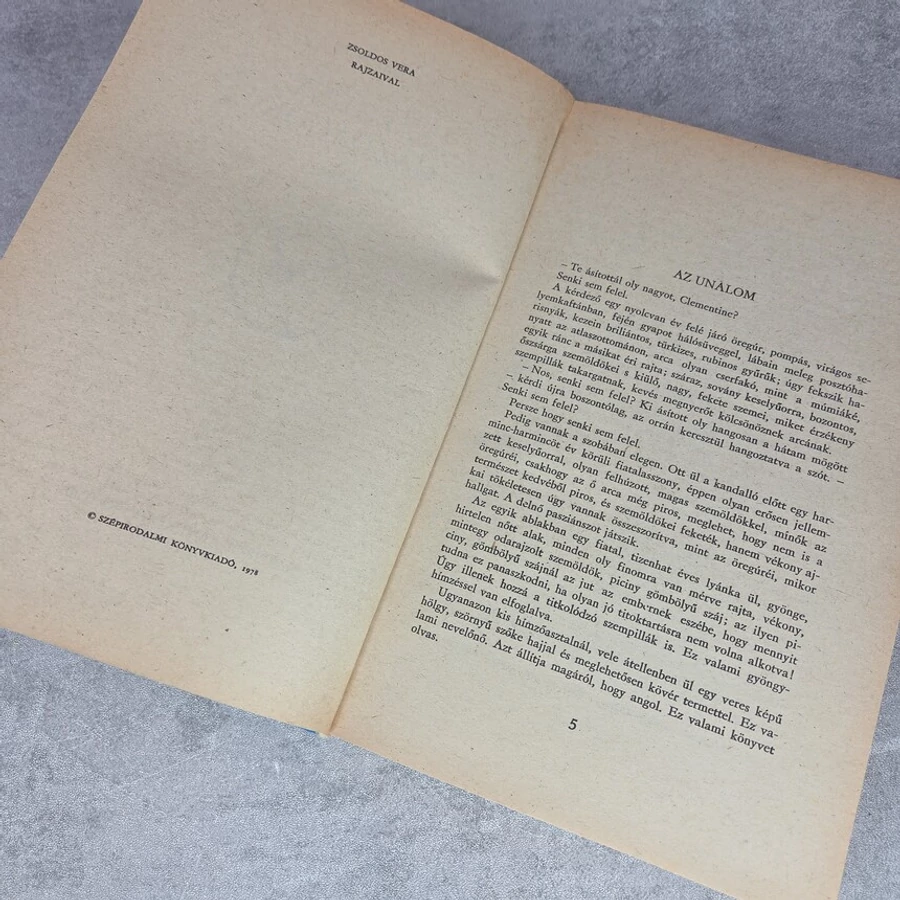 ZSOLDOS VERA
RAJZAIVAL
© SZÉPIRODALMI KÖNYVKIADÓ, 1978
AZ UNALOM
– Te ásítottál oly nagyot, Clementine?
Senki sem felel.
A kérdező egy nyolcvan év felé járó öregúr, pompás, virágos se-
lyemkaftánban, fején gyapot hálósüveggel, lábain meleg posztóha-
risnyák, kezein briliántos, türkizes, rubinos gyűrűk; úgy fekszik ha-
nyatt az atlaszottománon, arca olyan cserfakó, mint a múmiáké,
egyik ránc a másikat éri rajta; száraz, sovány keselyűorra, bozontos,
őszsárga szemöldökei s kiülő, nagy, fekete szemei, miket érzékeny
szempillák takargatnak, kevés megnyerőt kölcsönöznek arcának.
– Nos, senki sem felel? Ki ásított oly hangosan a hátam mögött
– kérdi újra boszontólag, az orrán keresztül hangoztatva a szót. –
Senki sem felel?
Persze hogy senki sem felel.
Pedig vannak a szobában elegen. Ott ül a kandalló előtt egy har-
minc-harmincöt év körüli fiatalasszony, éppen olyan erősen jellem-
zett keselyűorral, olyan felhúzott, magas szemöldökkel, minők az
öregúréi, csakhogy az ő arca még piros, meglehet, hogy nem is a
természet kedvéből piros, és szemöldökei feketék, hanem vékony aj-
kai tökéletesen úgy vannak összeszorítva, mint az öregúréi, mikor
hallgat. A delnő pasziánszot játszik.
Az egyik ablakban egy fiatal, tizenhat éves lyánka ül, gyönge,
hirtelen nőtt alak, minden oly finomra van mérve rajta, vékony,
mintegy odarajzolt szemöldök, piciny gömbölyű száj; az ilyen pi-
ciny, gömbölyű szájnál az jut az embernek eszébe, hogy mennyit
tudna ez panaszkodni, ha olyan jó titoktartásra nem volna alkotva!
Úgy illenek hozzá a titkolódzó szempillák is. Ez valami gyöngy-
hímzéssel van elfoglalva.
Ugyanazon kis hímzőasztalnál, vele átellenben ül egy veres képű
hölgy, szörnyű szőke hajjal és meglehetősen kövér termettel. Ez va-
lami nevelőnő. Azt állítja magáról, hogy angol. Ez valami könyvet
olvas.
5